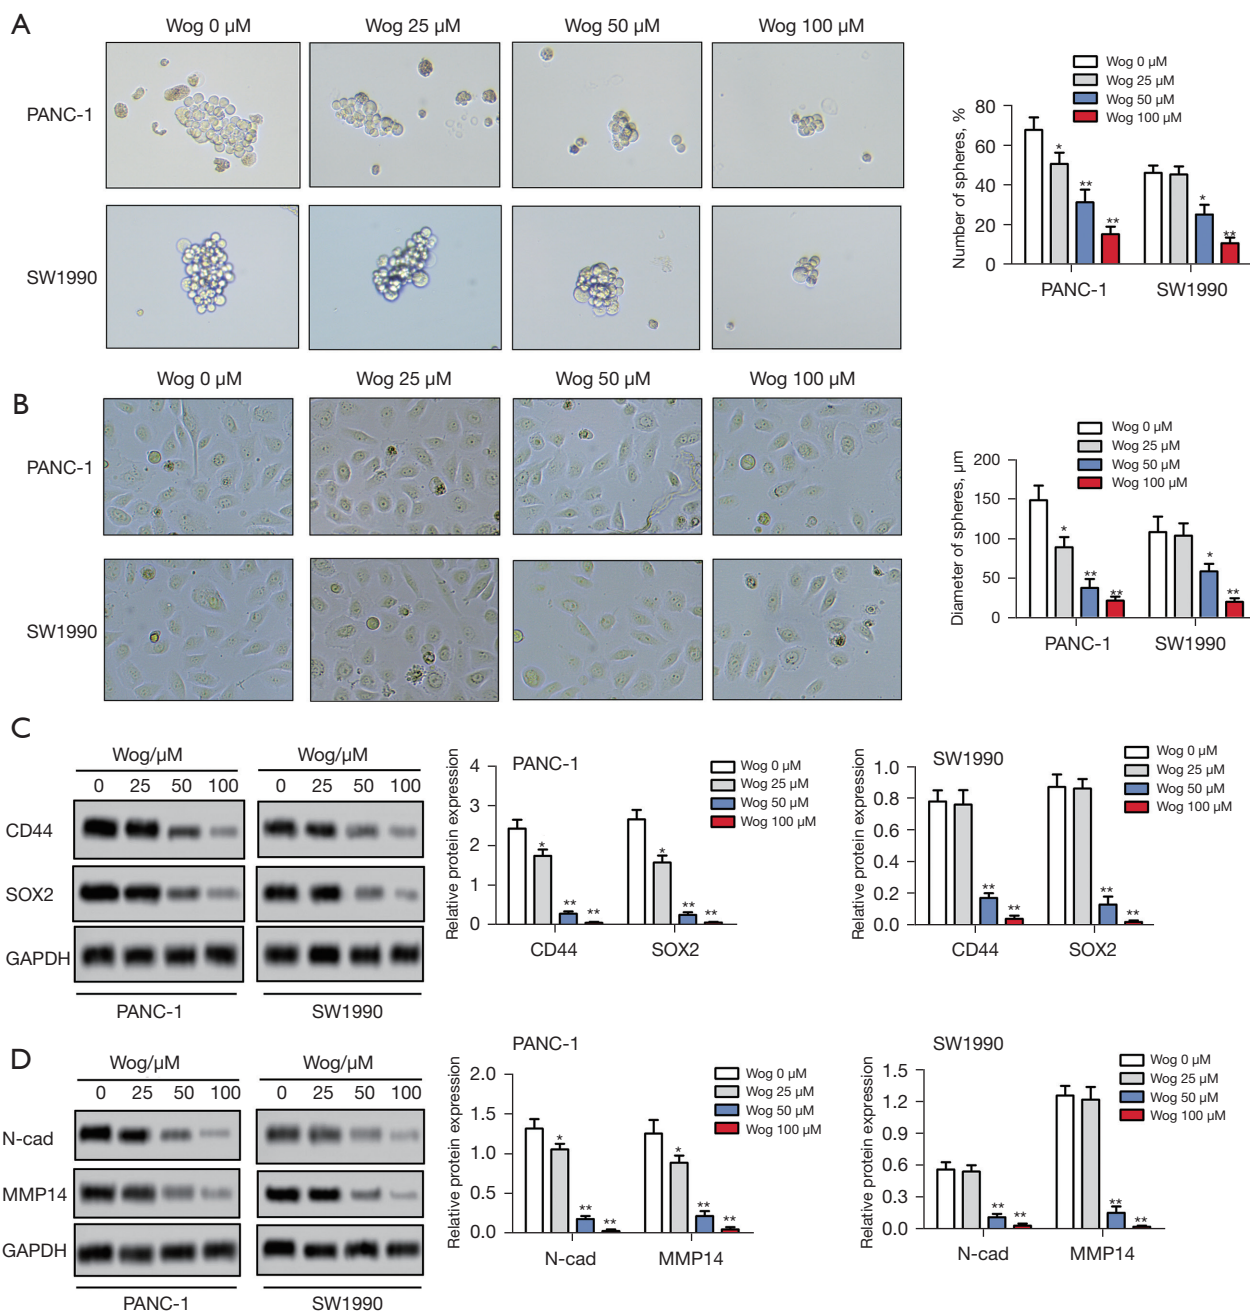 A
Wog 0 µM Wog 25 µM Wog 50 µM Wog 100 µM
PANC-1
SW1990
Wog 0 µM
Wog 25 µM
Wog 50 µM
Wog 100 µM
Number of spheres, %
80
60
40
20
0
* ** ** * **
PANC-1 SW1990
B
Wog 0 µM Wog 25 µM Wog 50 µM Wog 100 µM
PANC-1
SW1990
Wog 0 µM
Wog 25 µM
Wog 50 µM
Wog 100 µM
Diameter of spheres, µm
200
150
100
50
0
* ** ** * **
PANC-1 SW1990
C
Wog/µM Wog/µM
0 25 50 100 0 25 50 100
CD44
SOX2
GAPDH
PANC-1 SW1990
PANC-1
Wog 0 µM
Wog 25 µM
Wog 50 µM
Wog 100 µM
Relative protein expression
4
3
2
1
0
* ** ** * ** **
CD44 SOX2
SW1990
Wog 0 µM
Wog 25 µM
Wog 50 µM
Wog 100 µM
Relative protein expression
1.0
0.8
0.6
0.4
0.2
0.0
** ** ** **
CD44 SOX2
D
Wog/µM Wog/µM
0 25 50 100 0 25 50 100
N-cad
MMP14
GAPDH
PANC-1 SW1990
PANC-1
Wog 0 µM
Wog 25 µM
Wog 50 µM
Wog 100 µM
Relative protein expression
2.0
1.5
1.0
0.5
0.0
* ** ** * ** **
N-cad MMP14
SW1990
Wog 0 µM
Wog 25 µM
Wog 50 µM
Wog 100 µM
Relative protein expression
1.5
1.2
0.9
0.6
0.3
0.0
** ** ** **
N-cad MMP14